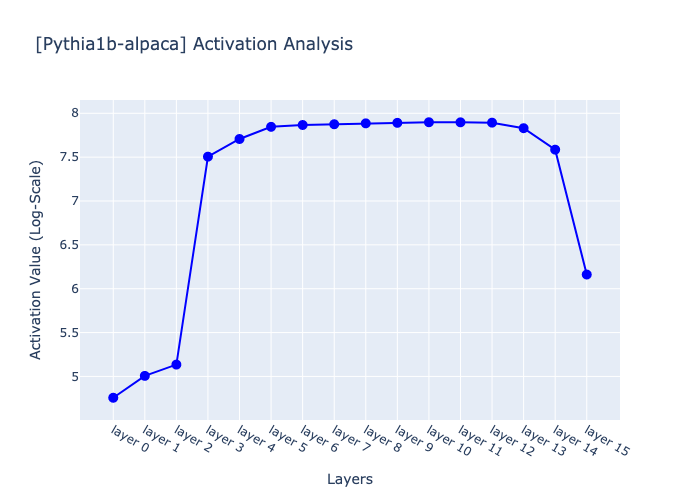 [Pythia1b-alpaca] Activation Analysis
8
7.5
7
6.5
6
5.5
5
Activation Value (Log-Scale)
layer 0
layer 1
layer 2
layer 3
layer 4
layer 5
layer 6
layer 7
layer 8
layer 9
layer 10
layer 11
layer 12
layer 13
layer 14
layer 15
Layers